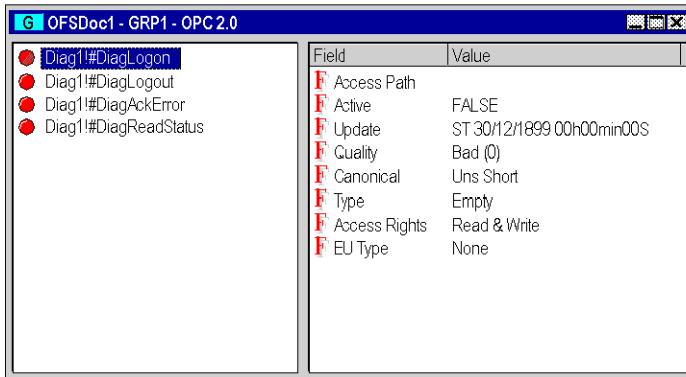 G OFSDoc1 - GRP1 - OPC 2.0
Diag1!#DiagLogon
Diag1!#DiagLogout
Diag1!#DiagAckError
Diag1!#DiagReadStatus
Field Value
F Access Path
F Active FALSE
F Update ST 30/12/1899 00h00min00S
F Quality Bad (0)
F Canonical Uns Short
F Type Empty
F Access Rights Read & Write
F EU Type None